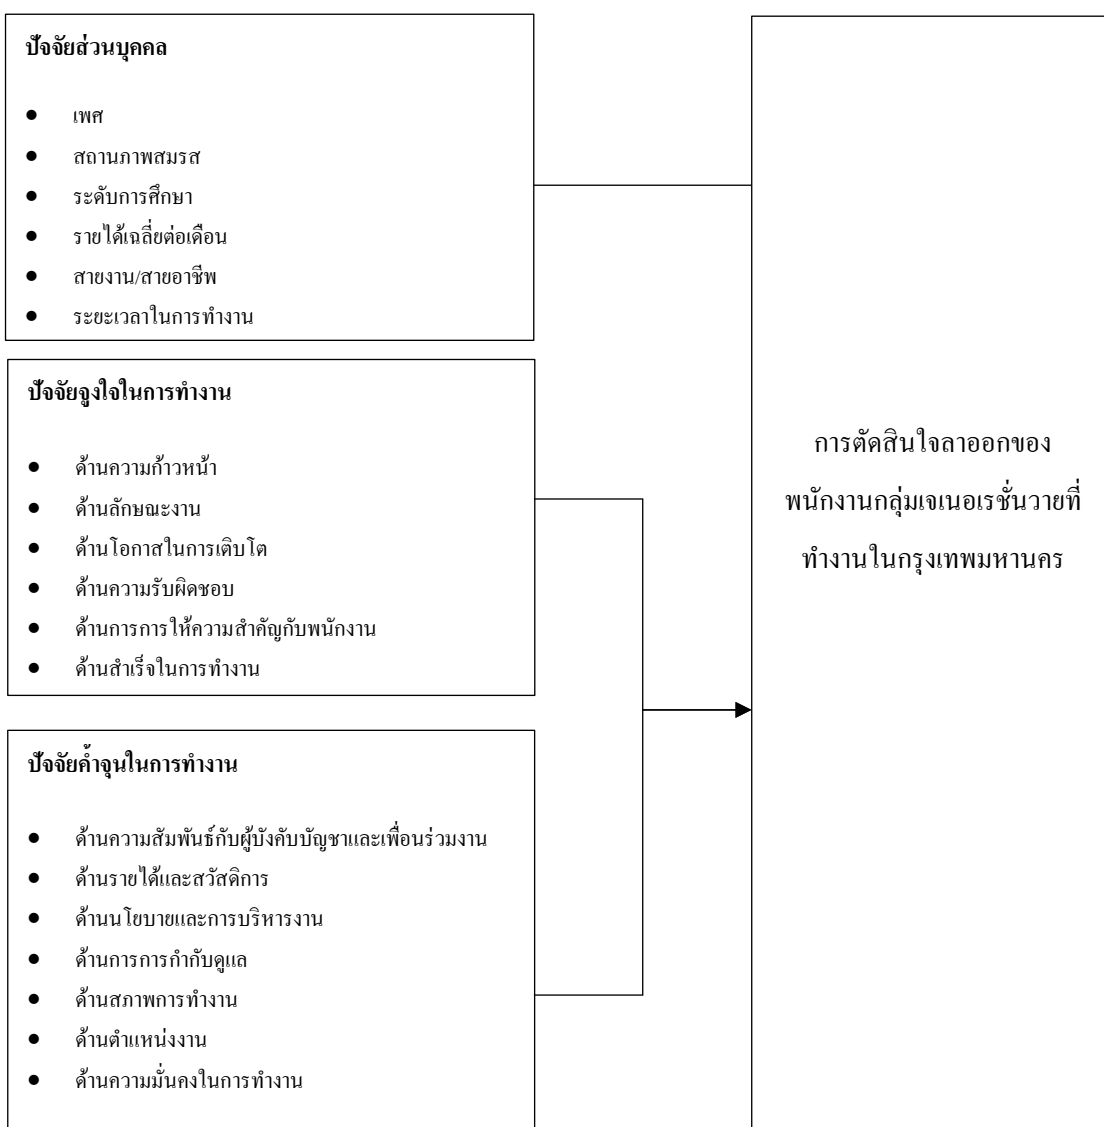 ปัจจัยส่วนบุคคล
● เพศ
● สถานภาพสมรส
● ระดับการศึกษา
● รายได้เฉลี่ยต่อเดือน
● สายงาน/สายอาชีพ
● ระยะเวลาในการทำงาน
ปัจจัยจูงใจในการทำงาน
● ด้านความก้าวหน้า
● ด้านลักษณะงาน
● ด้านโอกาสในการเติบโต
● ด้านความรับผิดชอบ
● ด้านการการให้ความสำคัญกับพนักงาน
● ด้านสำเร็จในการทำงาน
ปัจจัยค้ำจุนในการทำงาน
● ด้านความสัมพันธ์กับผู้บังคับบัญชาและเพื่อนร่วมงาน
● ด้านรายได้และสวัสดิการ
● ด้านนโยบายและการบริหารงาน
● ด้านการการกำกับดูแล
● ด้านสภาพการทำงาน
● ด้านตำแหน่งงาน
● ด้านความมั่นคงในการทำงาน
การตัดสินใจลาออกของ
พนักงานกลุ่มเจเนอเรชั่นวายที่
ทำงานในกรุงเทพมหานคร